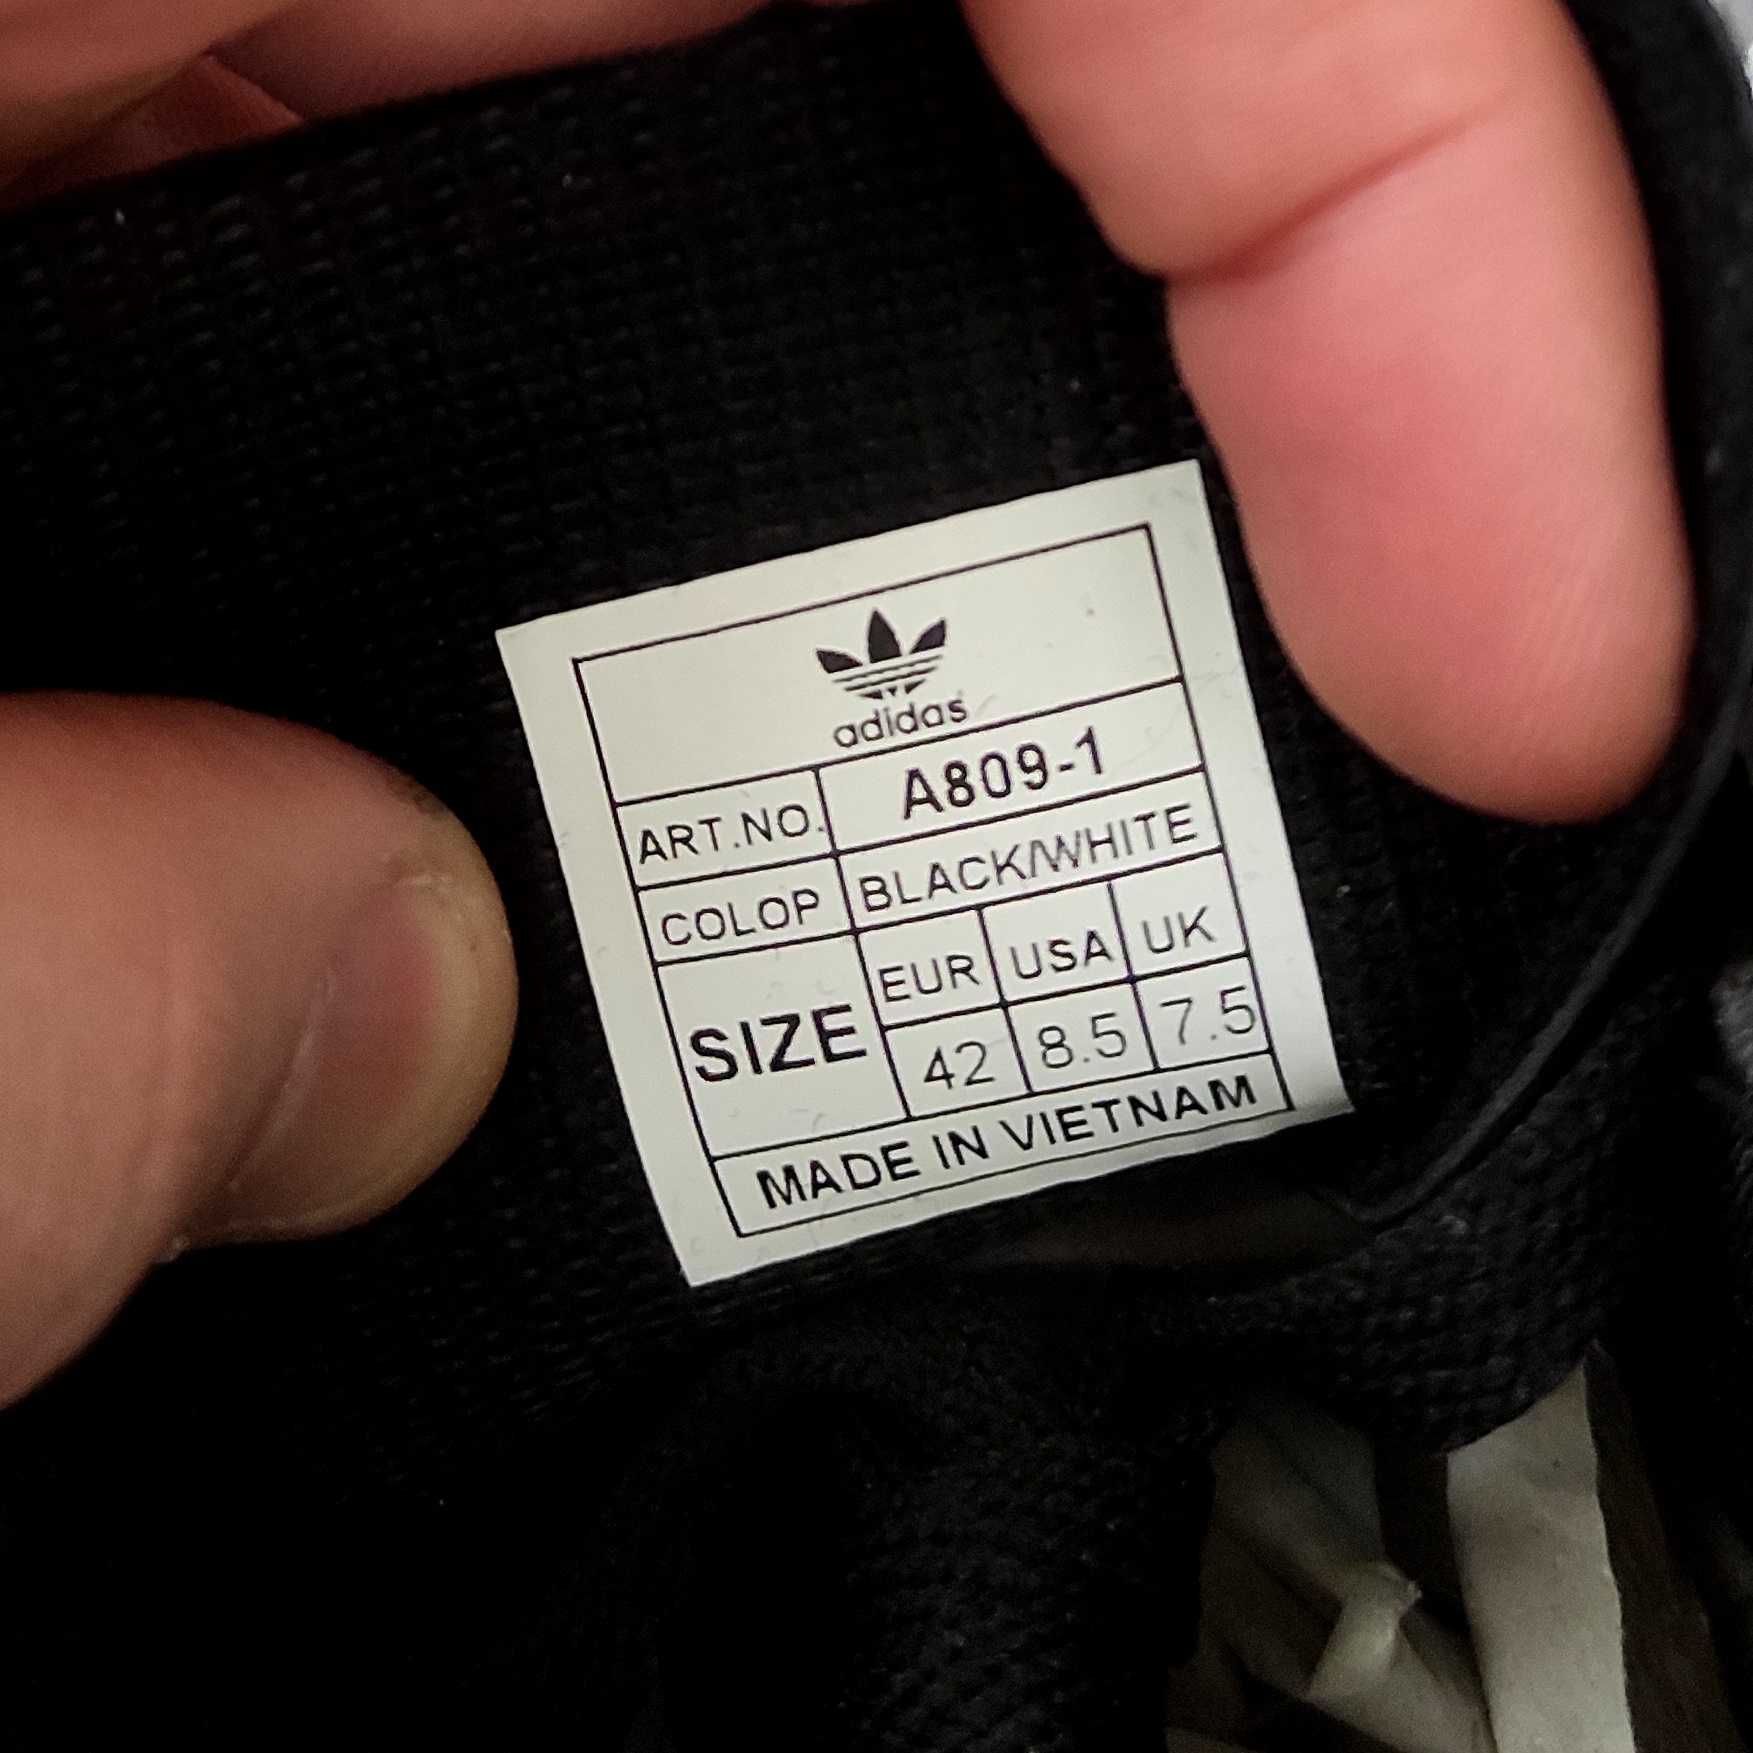 adidas
ART.NO. A809-1
COLOP BLACK/WHITE
SIZE EUR USA UK
42 8.5 7.5
MADE IN VIETNAM